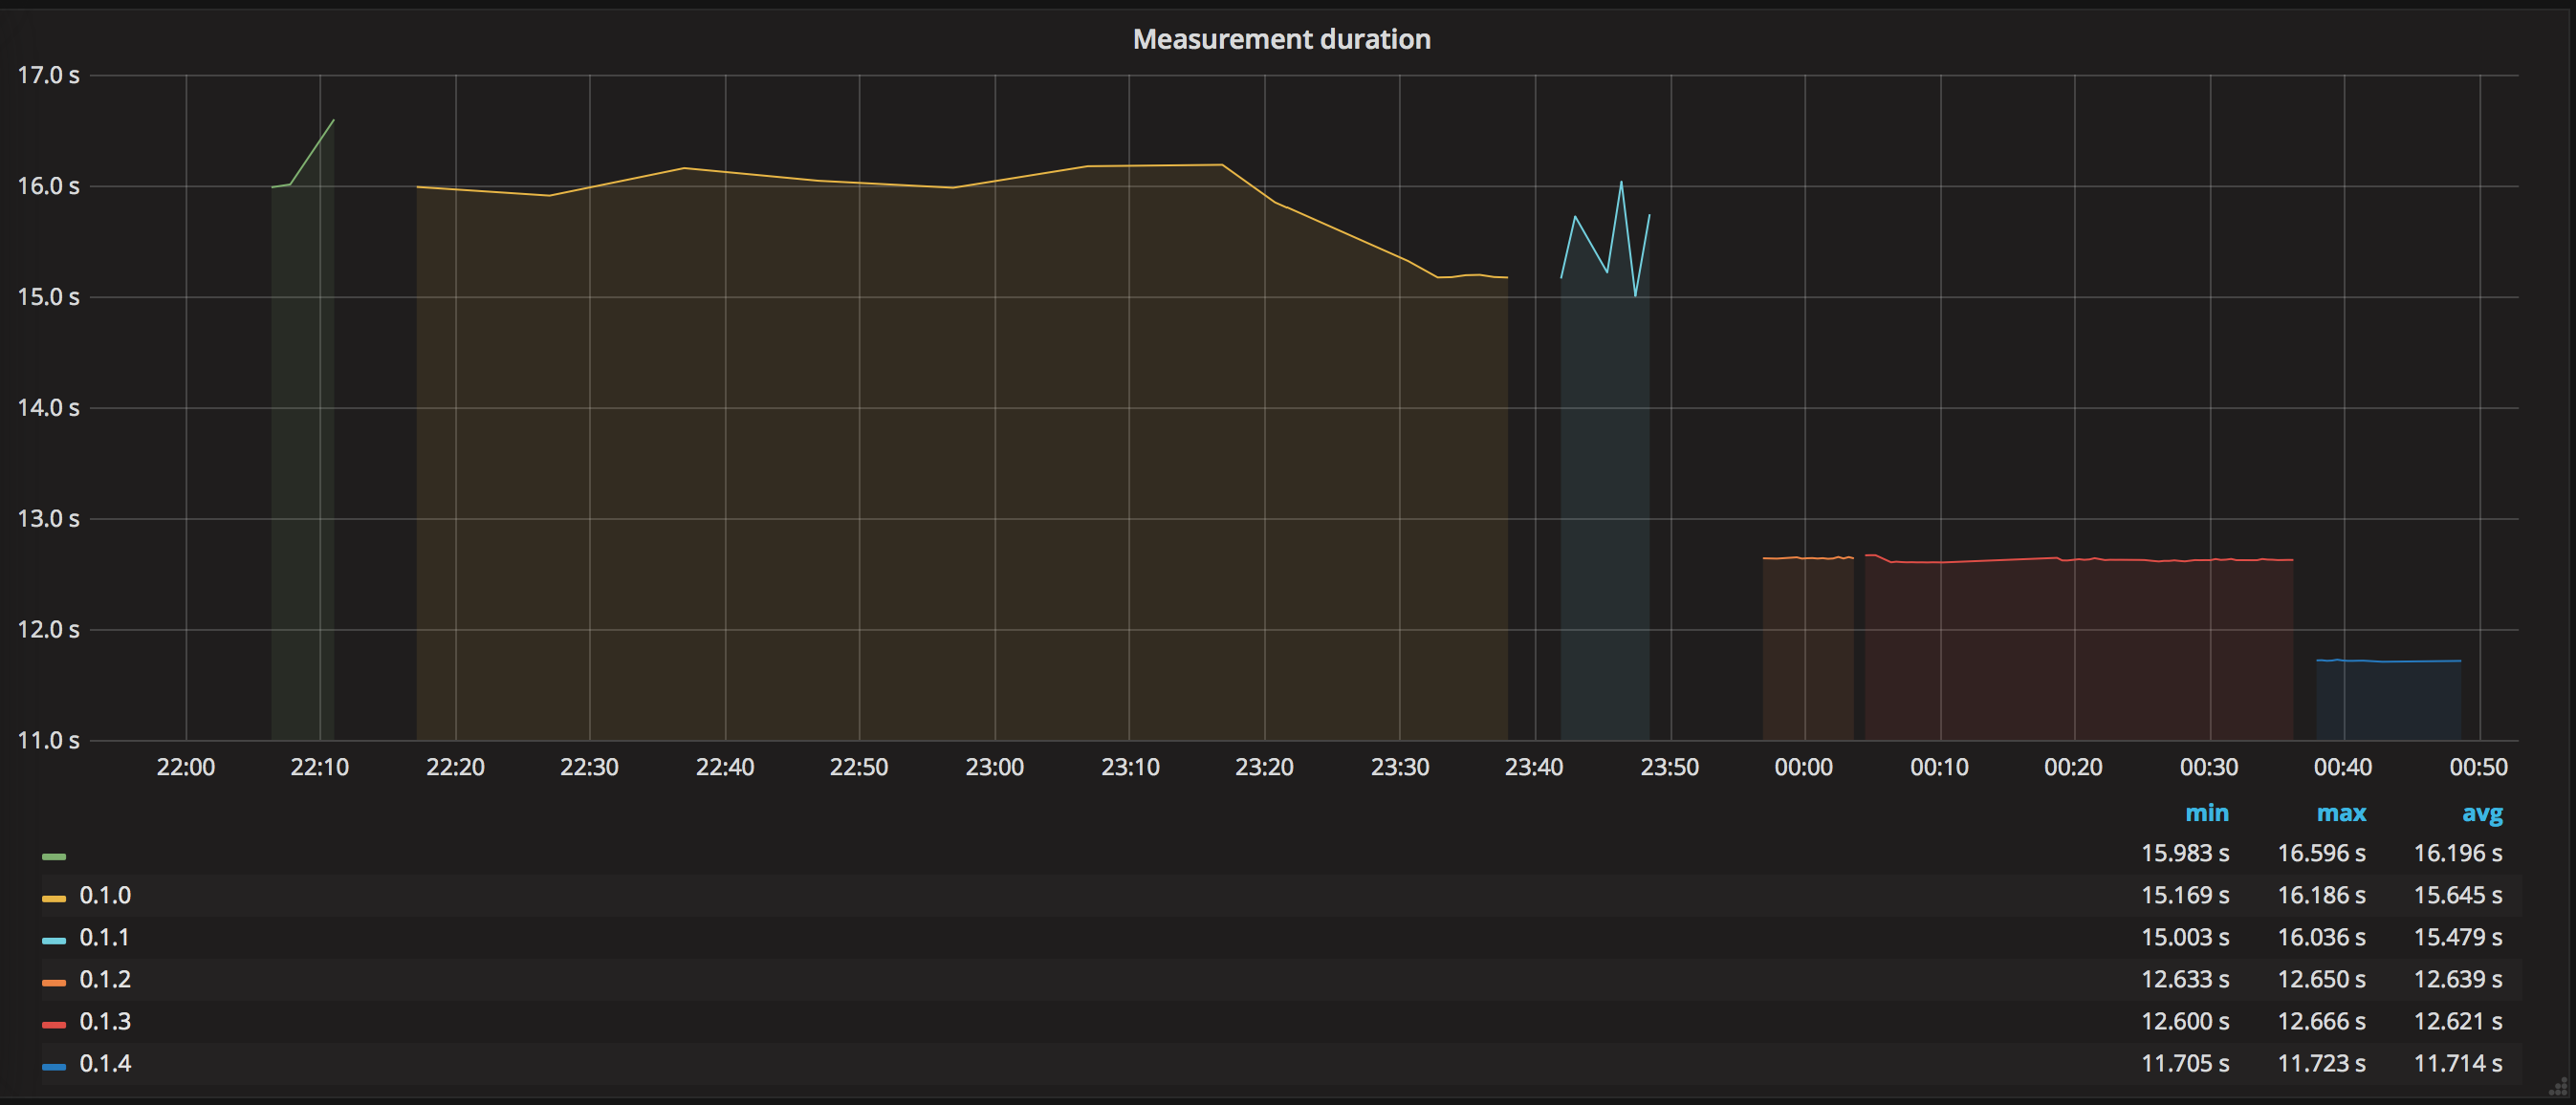 Measurement duration
17.0 s
16.0 s
15.0 s
14.0 s
13.0 s
12.0 s
11.0 s
22:00 22:10 22:20 22:30 22:40 22:50 23:00 23:10 23:20 23:30 23:40 23:50 00:00 00:10 00:20 00:30 00:40 00:50
min max avg
15.983 s 16.596 s 16.196 s
0.1.0 15.169 s 16.186 s 15.645 s
0.1.1 15.003 s 16.036 s 15.479 s
0.1.2 12.633 s 12.650 s 12.639 s
0.1.3 12.600 s 12.666 s 12.621 s
0.1.4 11.705 s 11.723 s 11.714 s